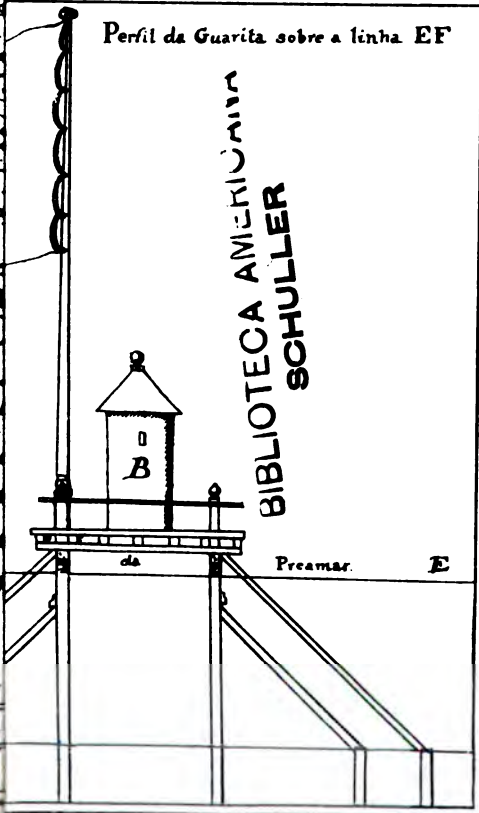 Perfil da Guarita sobre a linha EF
BIBLIOTECA AMERICANA
SCHULLER
B
da Preamar. E